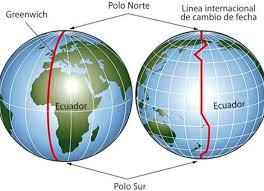 Greenwich
Polo Norte
Línea internacional
de cambio de fecha
Ecuador
Ecuador
Polo Sur